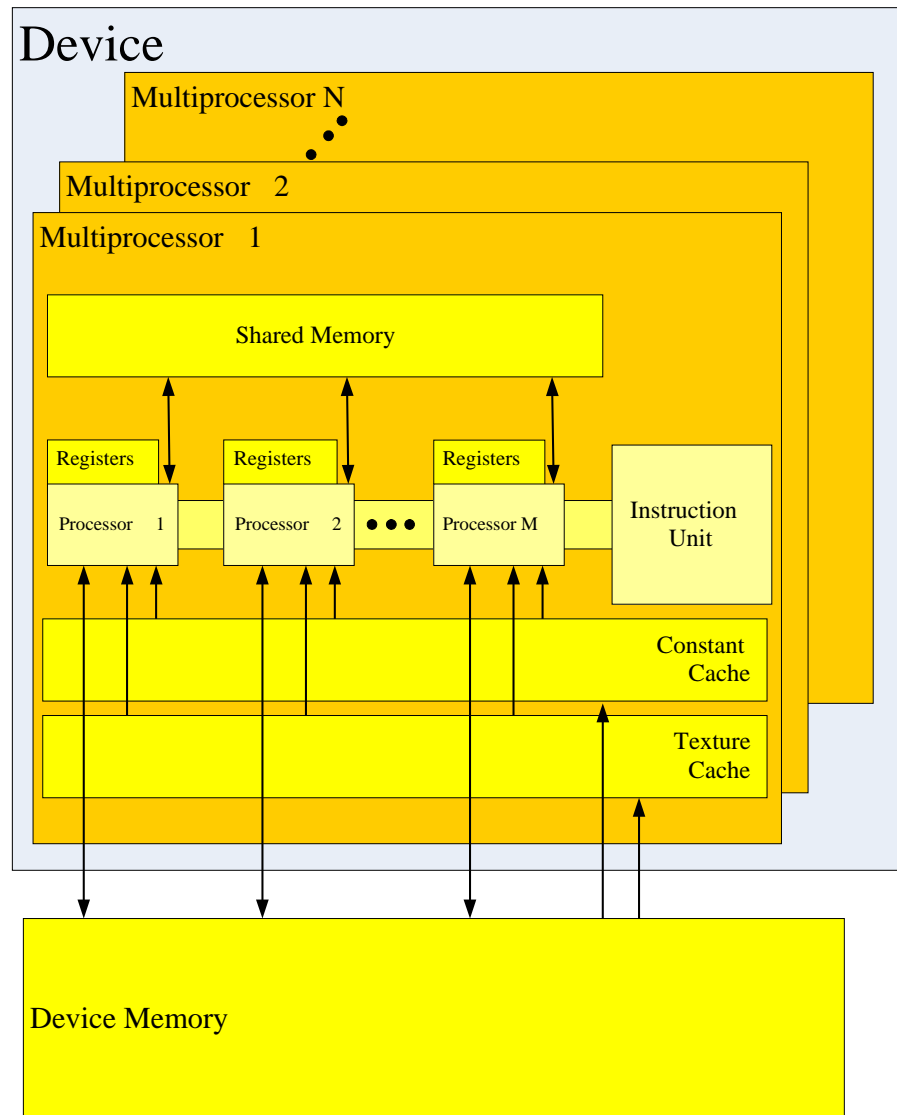 Device
Multiprocessor N
Multiprocessor 2
Multiprocessor 1
Shared Memory
Registers
Registers
Registers
Processor 1
Processor 2
Processor M
Instruction
Unit
Constant
Cache
Texture
Cache
Device Memory